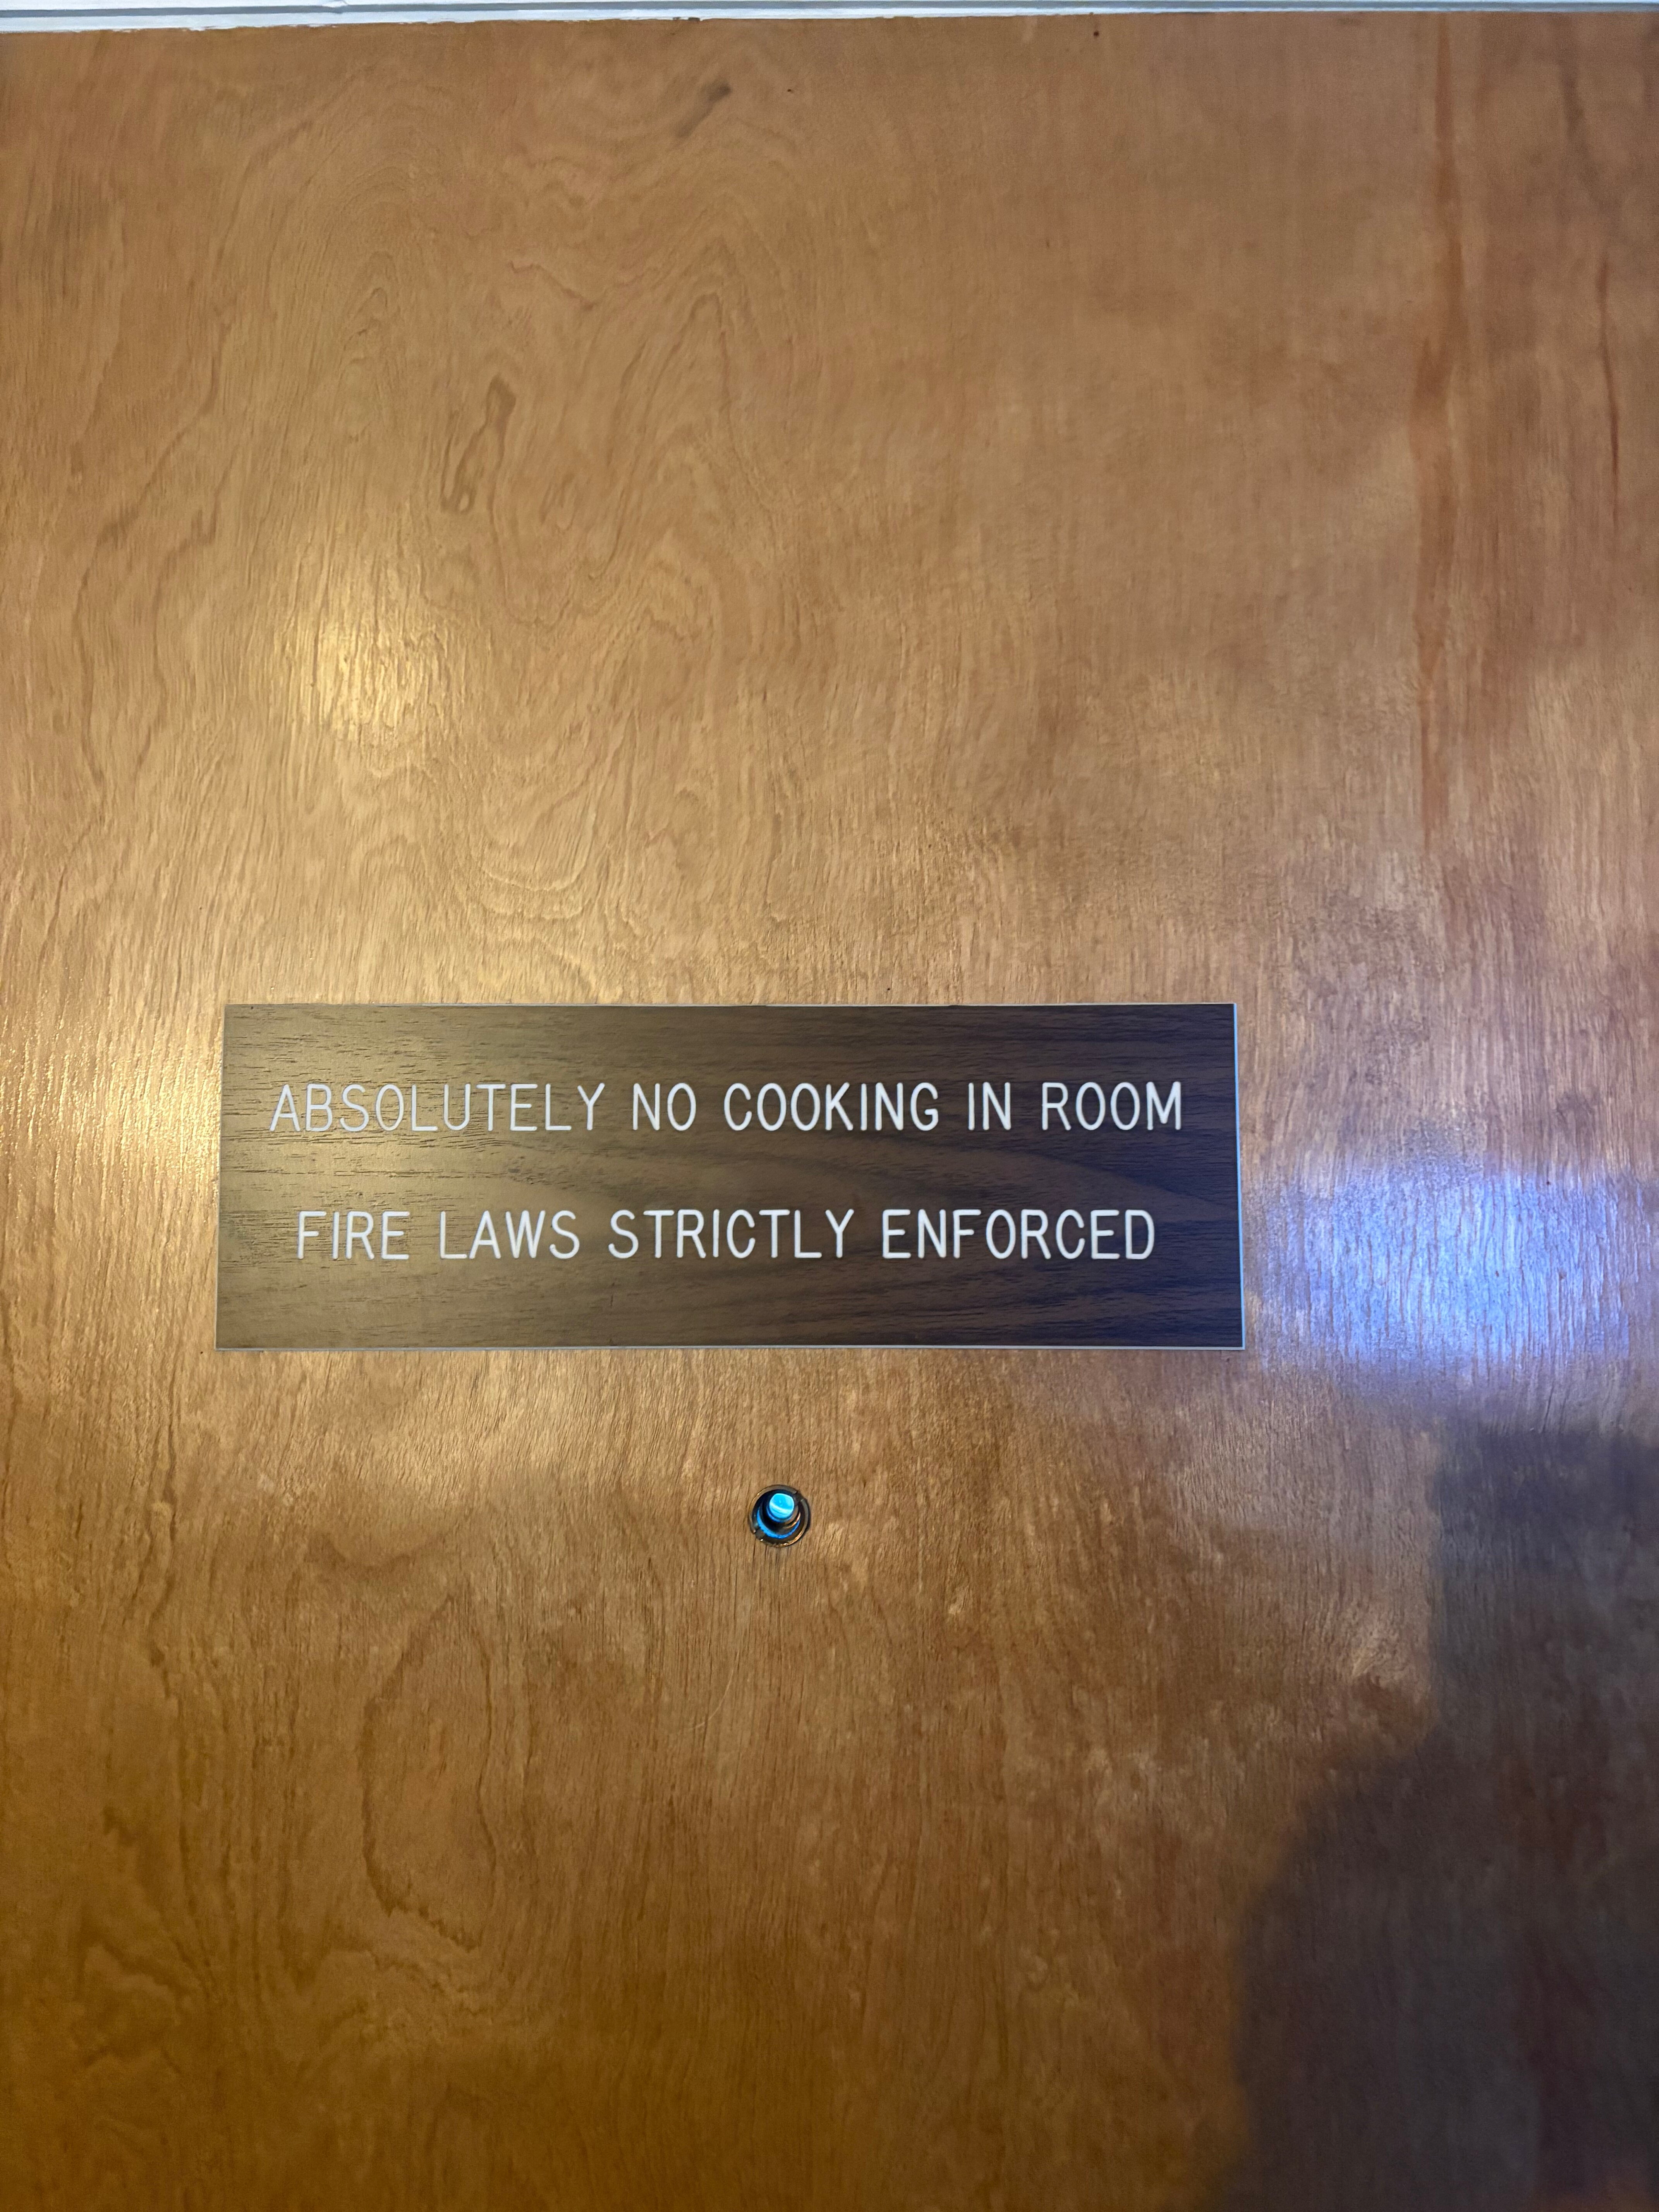 ABSOLUTELY NO COOKING IN ROOM
FIRE LAWS STRICTLY ENFORCED